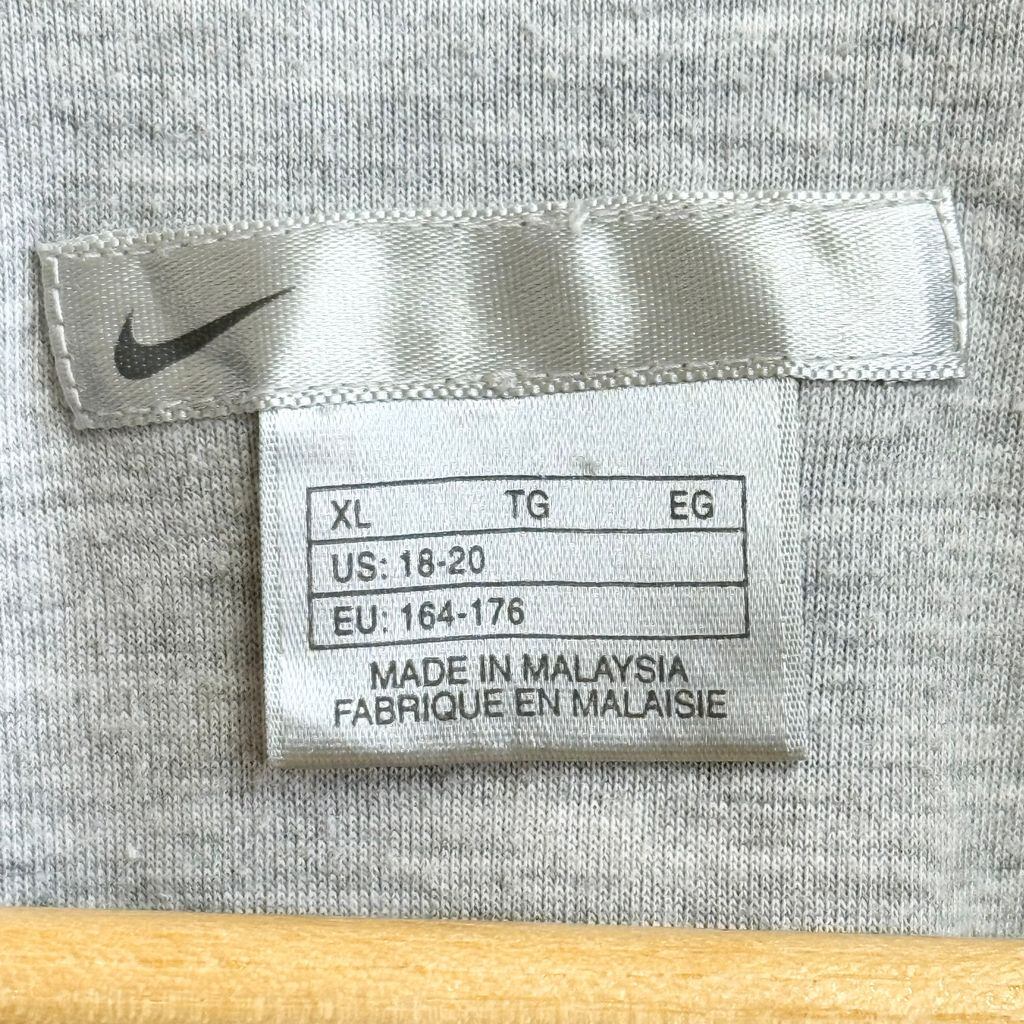 XL TG EG
US: 18-20
EU: 164-176
MADE IN MALAYSIA
FABRIQUE EN MALAISIE